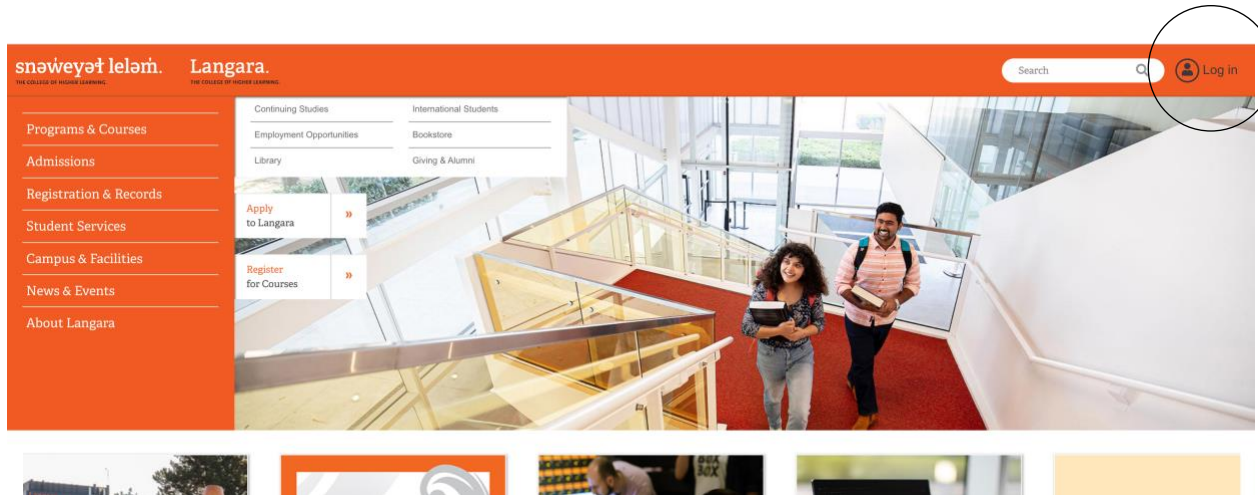 snəw̓eyəɬ leləm̓.
THE COLLEGE OF HIGHER LEARNING.
Langara.
THE COLLEGE OF HIGHER LEARNING.
Search
Log in
Programs & Courses
Admissions
Registration & Records
Student Services
Campus & Facilities
News & Events
About Langara
Continuing Studies
International Students
Employment Opportunities
Bookstore
Library
Giving & Alumni
Apply
to Langara
»
Register
for Courses
»
BOX
BOX